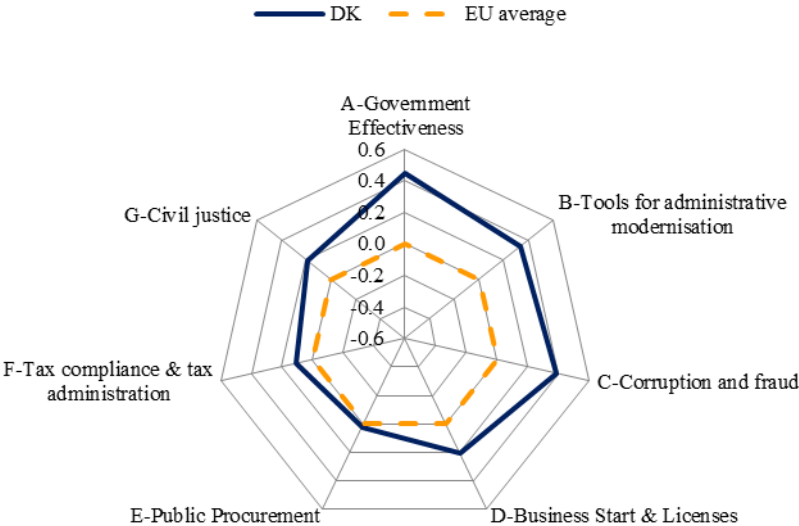 DK EU average
A-Government
Effectiveness
0.6
0.4
0.2
0.0
-0.2
-0.4
-0.6
B-Tools for administrative
modernisation
C-Corruption and fraud
D-Business Start & Licenses
E-Public Procurement
F-Tax compliance & tax
administration
G-Civil justice